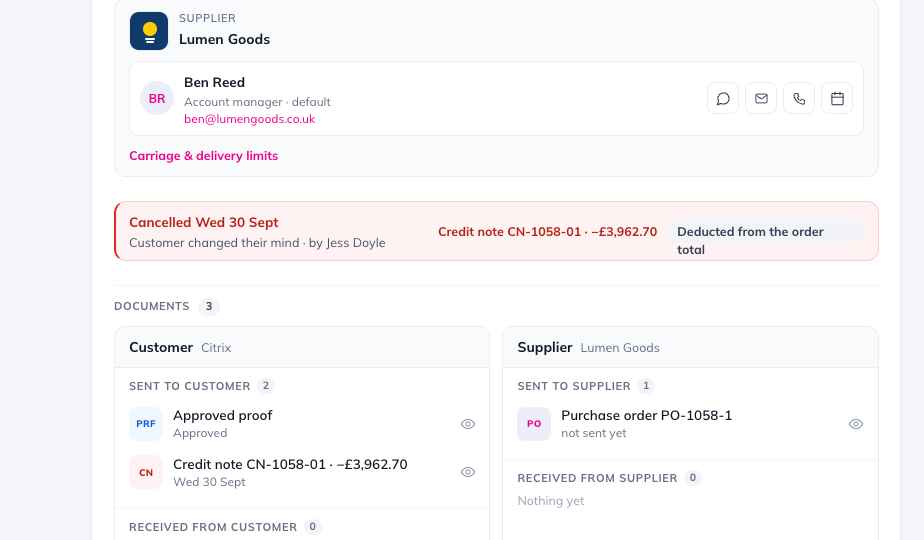 SUPPLIER
Lumen Goods
BR
Ben Reed
Account manager · default
ben@lumengoods.co.uk
Carriage & delivery limits
Cancelled Wed 30 Sept
Customer changed their mind · by Jess Doyle
Credit note CN-1058-01 · −£3,962.70
Deducted from the order
total
DOCUMENTS 3
Customer Citrix
SENT TO CUSTOMER 2
PRF
Approved proof
Approved
CN
Credit note CN-1058-01 · −£3,962.70
Wed 30 Sept
RECEIVED FROM CUSTOMER 0
Supplier Lumen Goods
SENT TO SUPPLIER 1
PO
Purchase order PO-1058-1
not sent yet
RECEIVED FROM SUPPLIER 0
Nothing yet